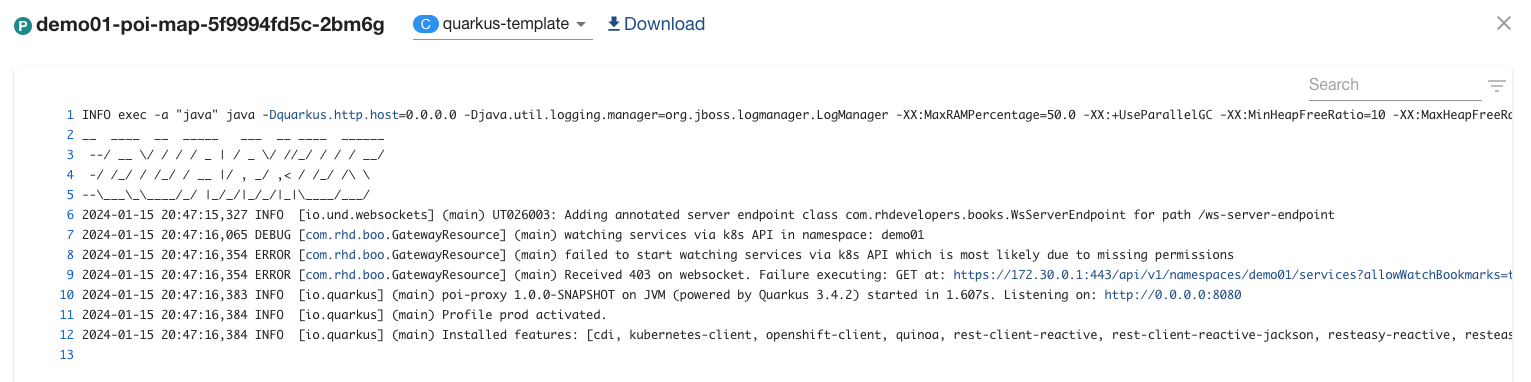 P demo01-poi-map-5f9994fd5c-2bm6g C quarkus-template Download
Search
1 INFO exec -a "java" java -Dquarkus.http.host=0.0.0.0 -Djava.util.logging.manager=org.jboss.logmanager.LogManager -XX:MaxRAMPercentage=50.0 -XX:+UseParallelGC -XX:MinHeapFreeRatio=10 -XX:MaxHeapFreeRa
2 __  ____  __  _____   ___  __ ____  ______
3  --/ __ \/ / / / _ | / _ \/ //_/ / / / __/
4  -/ /_/ / /_/ / __ |/ , _/ ,< / /_/ /\ \
5 --\___\_\____/_/ |_/_/|_/_/|_|\____/___/
6 2024-01-15 20:47:15,327 INFO  [io.und.websockets] (main) UT026003: Adding annotated server endpoint class com.rhdevelopers.books.WsServerEndpoint for path /ws-server-endpoint
7 2024-01-15 20:47:16,065 DEBUG [com.rhd.boo.GatewayResource] (main) watching services via k8s API in namespace: demo01
8 2024-01-15 20:47:16,354 ERROR [com.rhd.boo.GatewayResource] (main) failed to start watching services via k8s API which is most likely due to missing permissions
9 2024-01-15 20:47:16,354 ERROR [com.rhd.boo.GatewayResource] (main) Received 403 on websocket. Failure executing: GET at: https://172.30.0.1:443/api/v1/namespaces/demo01/services?allowWatchBookmarks=t
10 2024-01-15 20:47:16,383 INFO  [io.quarkus] (main) poi-proxy 1.0.0-SNAPSHOT on JVM (powered by Quarkus 3.4.2) started in 1.607s. Listening on: http://0.0.0.0:8080
11 2024-01-15 20:47:16,384 INFO  [io.quarkus] (main) Profile prod activated.
12 2024-01-15 20:47:16,384 INFO  [io.quarkus] (main) Installed features: [cdi, kubernetes-client, openshift-client, quinoa, rest-client-reactive, rest-client-reactive-jackson, resteasy-reactive, resteas
13